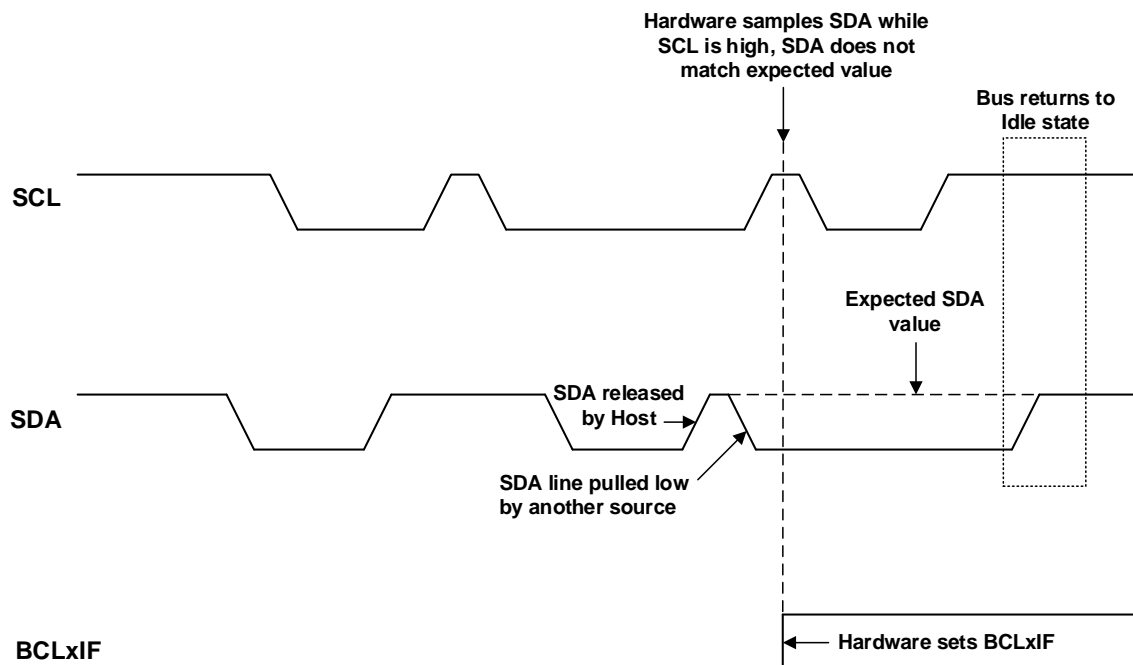 Hardware samples SDA while
SCL is high, SDA does not
match expected value
Bus returns to
Idle state
SCL
Expected SDA
value
SDA released
by Host
SDA
SDA line pulled low
by another source
Hardware sets BCLxIF
BCLxIF